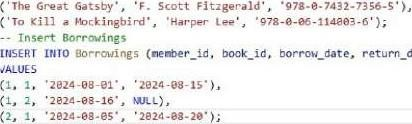 ('The Great Gatsby', 'F. Scott Fitzgerald', '978-0-7432-7356-5'),
('To Kill a Mockingbird', 'Harper Lee', '978-0-06-114003-6');
-- Insert Borrowings
INSERT INTO Borrowings (member_id, book_id, borrow_date, return_d
VALUES
(1, 1, '2024-08-01', '2024-08-15'),
(1, 2, '2024-08-16', NULL),
(2, 1, '2024-08-05', '2024-08-20');